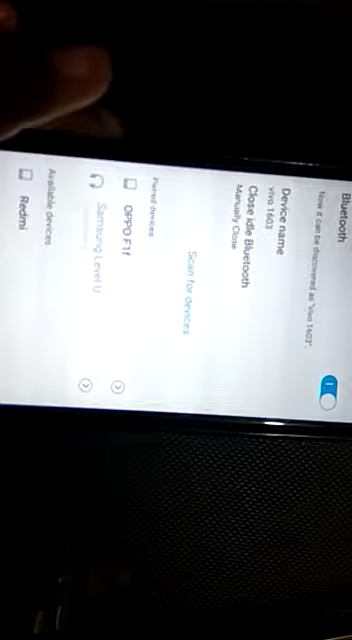 Bluetooth
Now it can be discovered as "vivo 1603".
Device name
vivo 1603
Close idle Bluetooth
Manually Close
Scan for devices
Paired devices
OPPO F1f
Samsung Level U
Available devices
Redmi